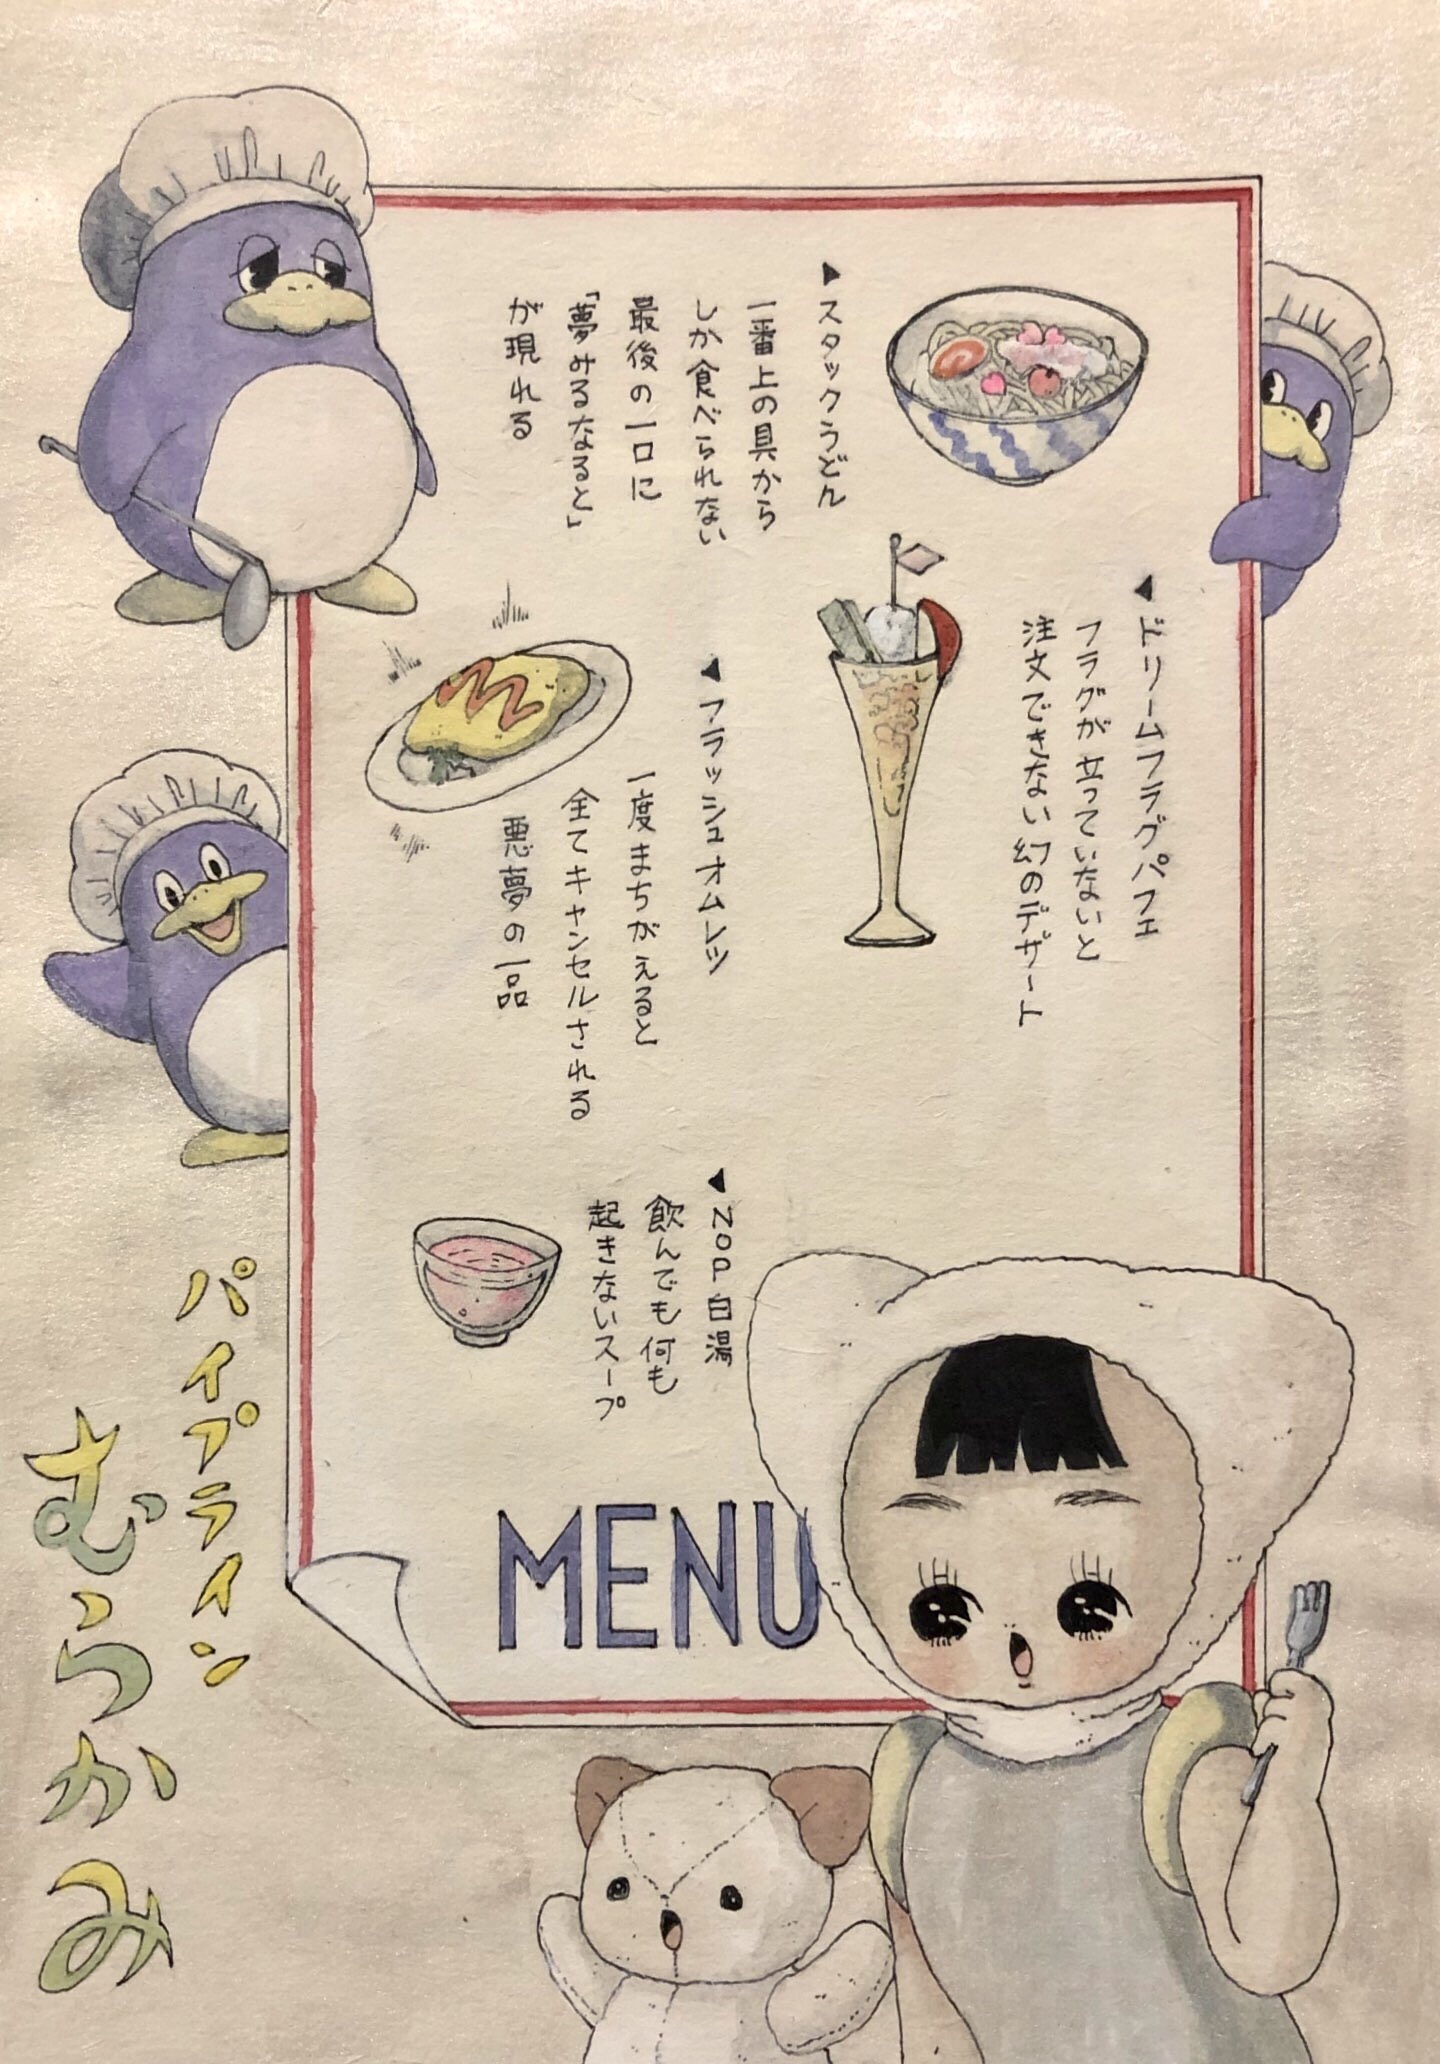 スタックうどん
一番上の具から
しか食べられない
最後の一口に
「夢みるなると」
が現れる
ドリームフラグパフェ
フラグが立っていないと
注文できない幻のデザート
フラッシュオムレツ
一度まちがえると
全てキャンセルされる
悪夢の一品
NOP白湯
飲んでも何も
起きないスープ
MENU
パイプライン
むらかみ